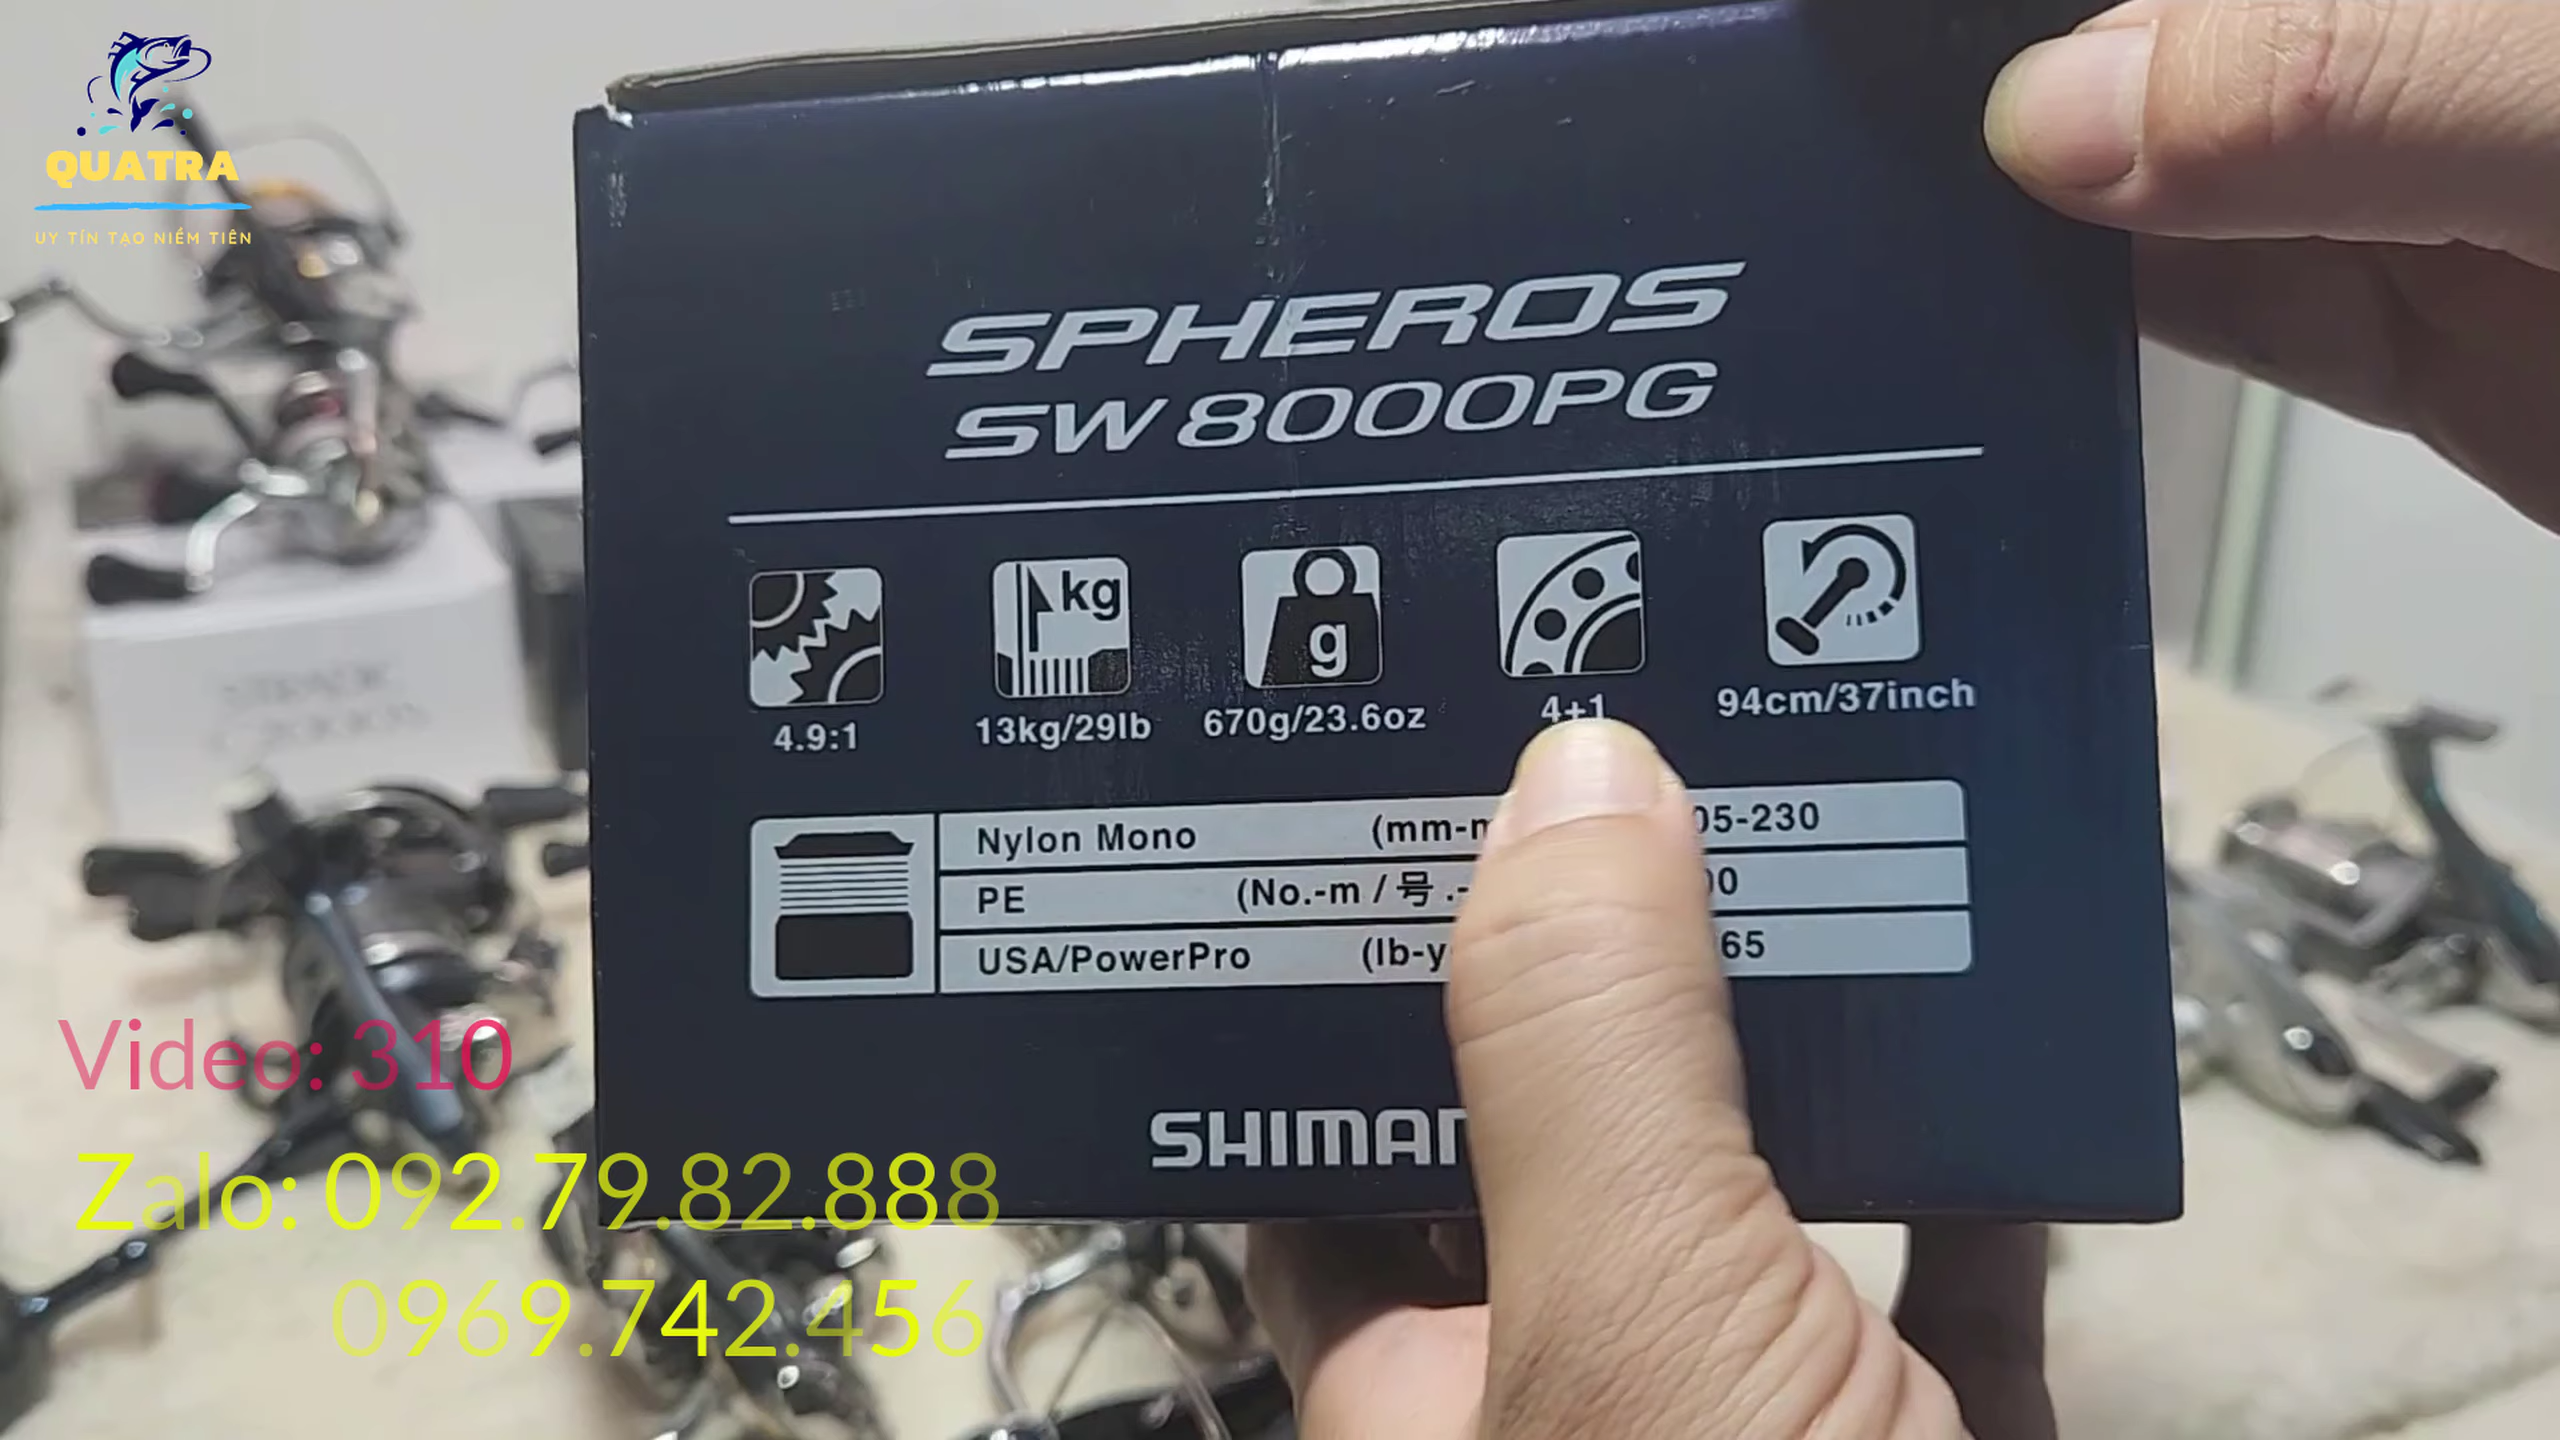 QUATRA
UY TÍN TẠO NIỀM TIÊN
SPHEROS
SW 8000PG
kg
g
4.9:1
13kg/29lb
670g/23.6oz
4+1
94cm/37inch
Nylon Mono (mm-m 05-230
PE (No.-m / 号.- 00
USA/PowerPro (lb-y 65
SHIMAN
Video: 310
Zalo: 092.79.82.888
0969.742.456